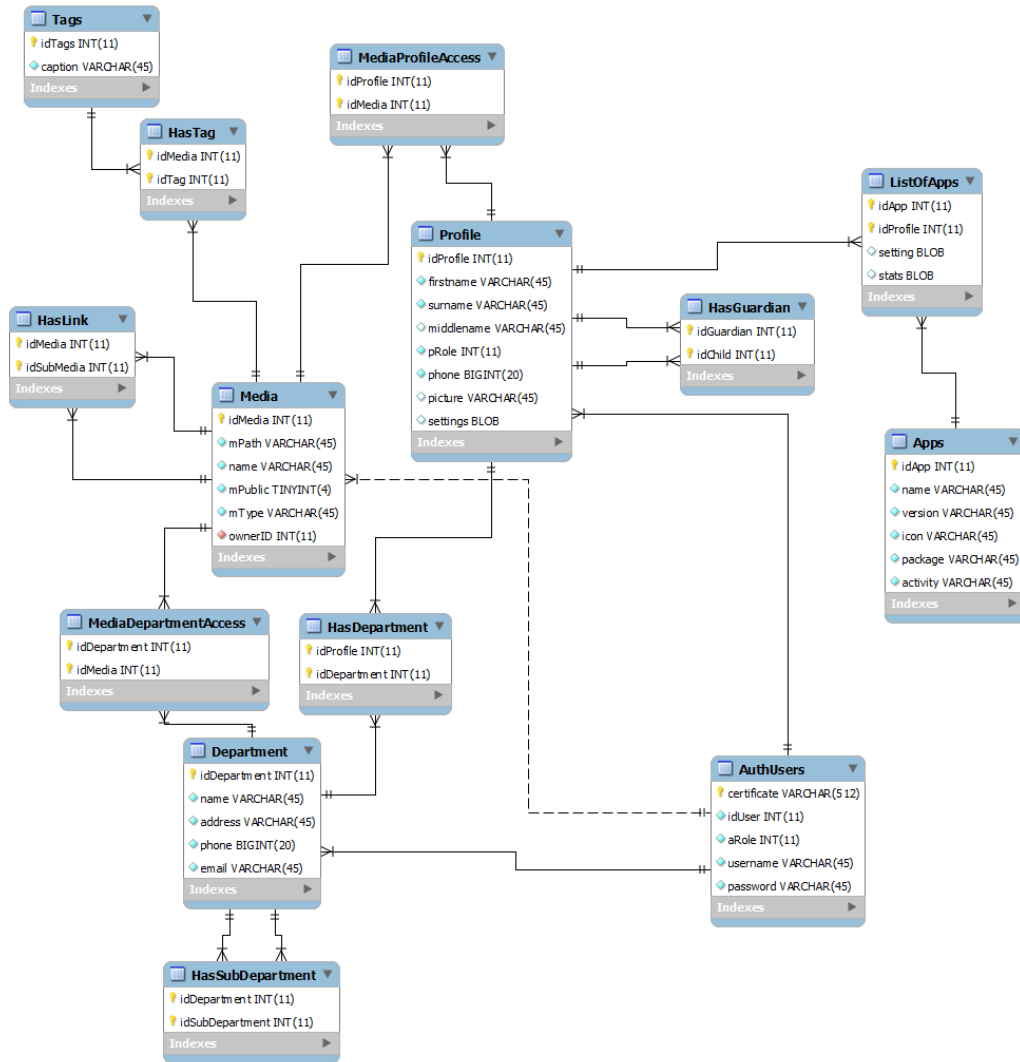 Tags
idTags INT(11)
caption VARCHAR(45)
Indexes
HasTag
idMedia INT(11)
idTag INT(11)
Indexes
MediaProfileAccess
idProfile INT(11)
idMedia INT(11)
Indexes
ListOfApps
idApp INT(11)
idProfile INT(11)
setting BLOB
stats BLOB
Indexes
Profile
idProfile INT(11)
firstname VARCHAR(45)
surname VARCHAR(45)
middlename VARCHAR(45)
pRole INT(11)
phone BIGINT(20)
picture VARCHAR(45)
settings BLOB
Indexes
HasGuardian
idGuardian INT(11)
idChild INT(11)
Indexes
HasLink
idMedia INT(11)
idSubMedia INT(11)
Indexes
Media
idMedia INT(11)
mPath VARCHAR(45)
name VARCHAR(45)
mPublic TINYINT(4)
mType VARCHAR(45)
ownerID INT(11)
Indexes
Apps
idApp INT(11)
name VARCHAR(45)
version VARCHAR(45)
icon VARCHAR(45)
package VARCHAR(45)
activity VARCHAR(45)
Indexes
MediaDepartmentAccess
idDepartment INT(11)
idMedia INT(11)
Indexes
HasDepartment
idProfile INT(11)
idDepartment INT(11)
Indexes
Department
idDepartment INT(11)
name VARCHAR(45)
address VARCHAR(45)
phone BIGINT(20)
email VARCHAR(45)
Indexes
AuthUsers
certificate VARCHAR(512)
idUser INT(11)
aRole INT(11)
username VARCHAR(45)
password VARCHAR(45)
Indexes
HasSubDepartment
idDepartment INT(11)
idSubDepartment INT(11)
Indexes